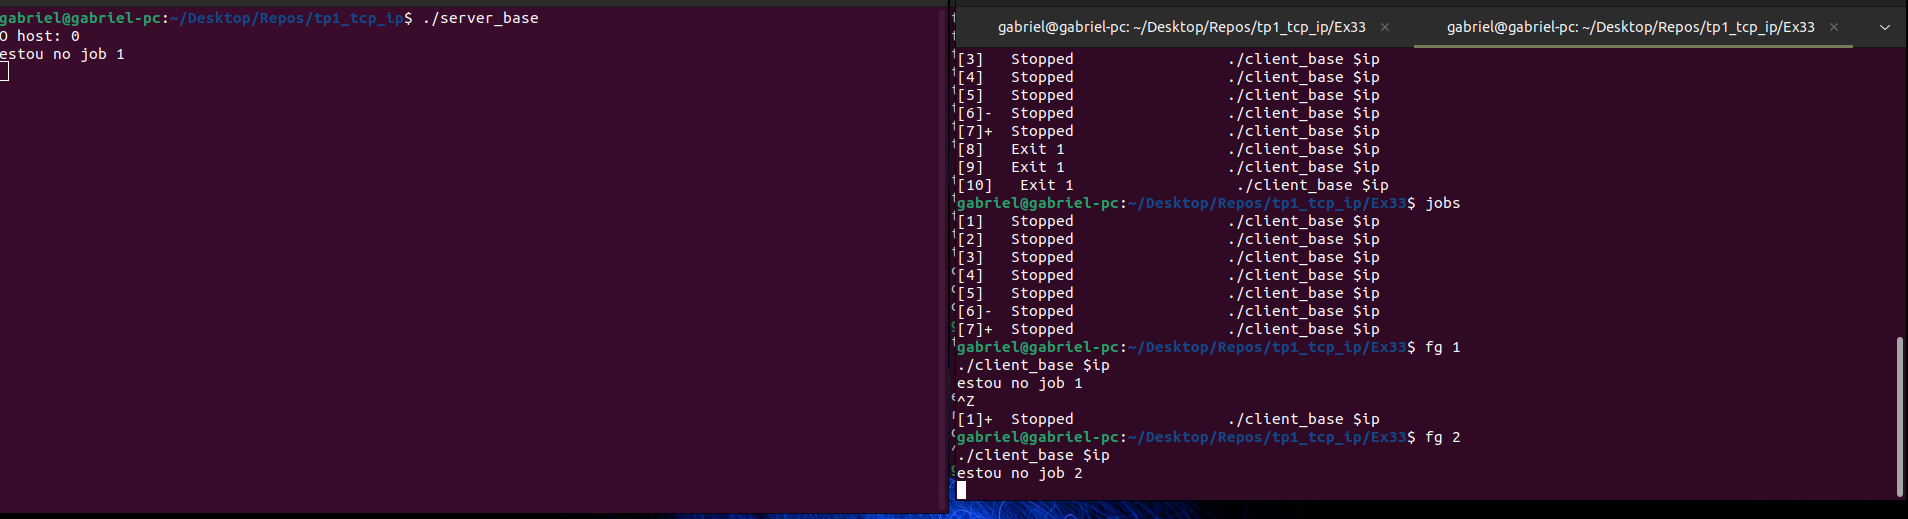 gabriel@gabriel-pc:~/Desktop/Repos/tp1_tcp_ip$ ./server_base
O host: 0
estou no job 1
gabriel@gabriel-pc: ~/Desktop/Repos/tp1_tcp_ip/Ex33 × gabriel@gabriel-pc: ~/Desktop/Repos/tp1_tcp_ip/Ex33 ×
[3]   Stopped                 ./client_base $ip
[4]   Stopped                 ./client_base $ip
[5]   Stopped                 ./client_base $ip
[6]-  Stopped                 ./client_base $ip
[7]+  Stopped                 ./client_base $ip
[8]   Exit 1                  ./client_base $ip
[9]   Exit 1                  ./client_base $ip
[10]   Exit 1                  ./client_base $ip
gabriel@gabriel-pc:~/Desktop/Repos/tp1_tcp_ip/Ex33$ jobs
[1]   Stopped                 ./client_base $ip
[2]   Stopped                 ./client_base $ip
[3]   Stopped                 ./client_base $ip
[4]   Stopped                 ./client_base $ip
[5]   Stopped                 ./client_base $ip
[6]-  Stopped                 ./client_base $ip
[7]+  Stopped                 ./client_base $ip
gabriel@gabriel-pc:~/Desktop/Repos/tp1_tcp_ip/Ex33$ fg 1
./client_base $ip
estou no job 1
^Z
[1]+  Stopped                 ./client_base $ip
gabriel@gabriel-pc:~/Desktop/Repos/tp1_tcp_ip/Ex33$ fg 2
./client_base $ip
estou no job 2